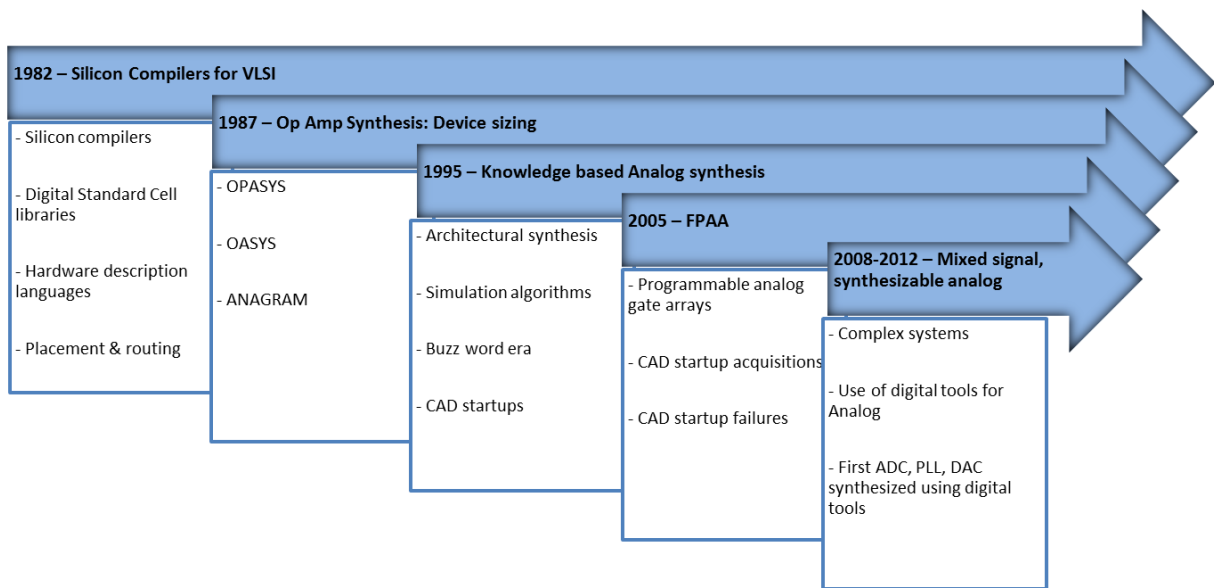 1982 – Silicon Compilers for VLSI
- Silicon compilers
- Digital Standard Cell
libraries
- Hardware description
languages
- Placement & routing
1987 – Op Amp Synthesis: Device sizing
- OPASYS
- OASYS
- ANAGRAM
1995 – Knowledge based Analog synthesis
- Architectural synthesis
- Simulation algorithms
- Buzz word era
- CAD startups
2005 – FPAA
- Programmable analog
gate arrays
- CAD startup acquisitions
- CAD startup failures
2008-2012 – Mixed signal,
synthesizable analog
- Complex systems
- Use of digital tools for
Analog
- First ADC, PLL, DAC
synthesized using digital
tools